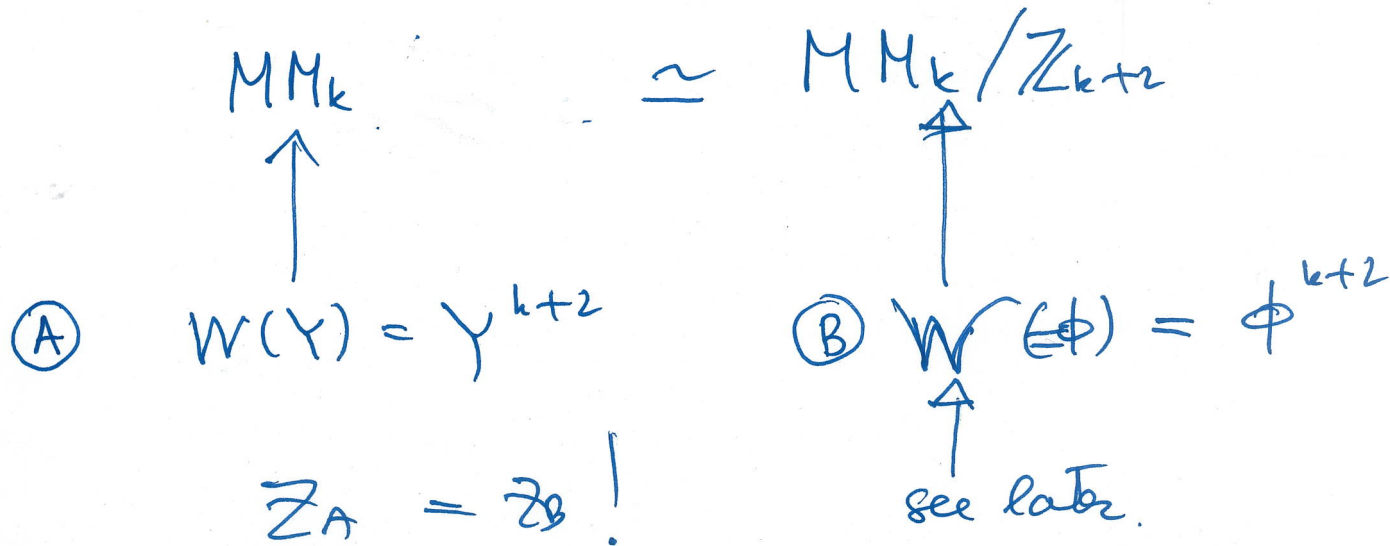 MM_k ≃ MM_k / ℤ_{k+2}
Ⓐ W(Y) = Y^{k+2} Ⓑ W(ϕ) = ϕ^{k+2}
Z_A = Z_B ! see later.